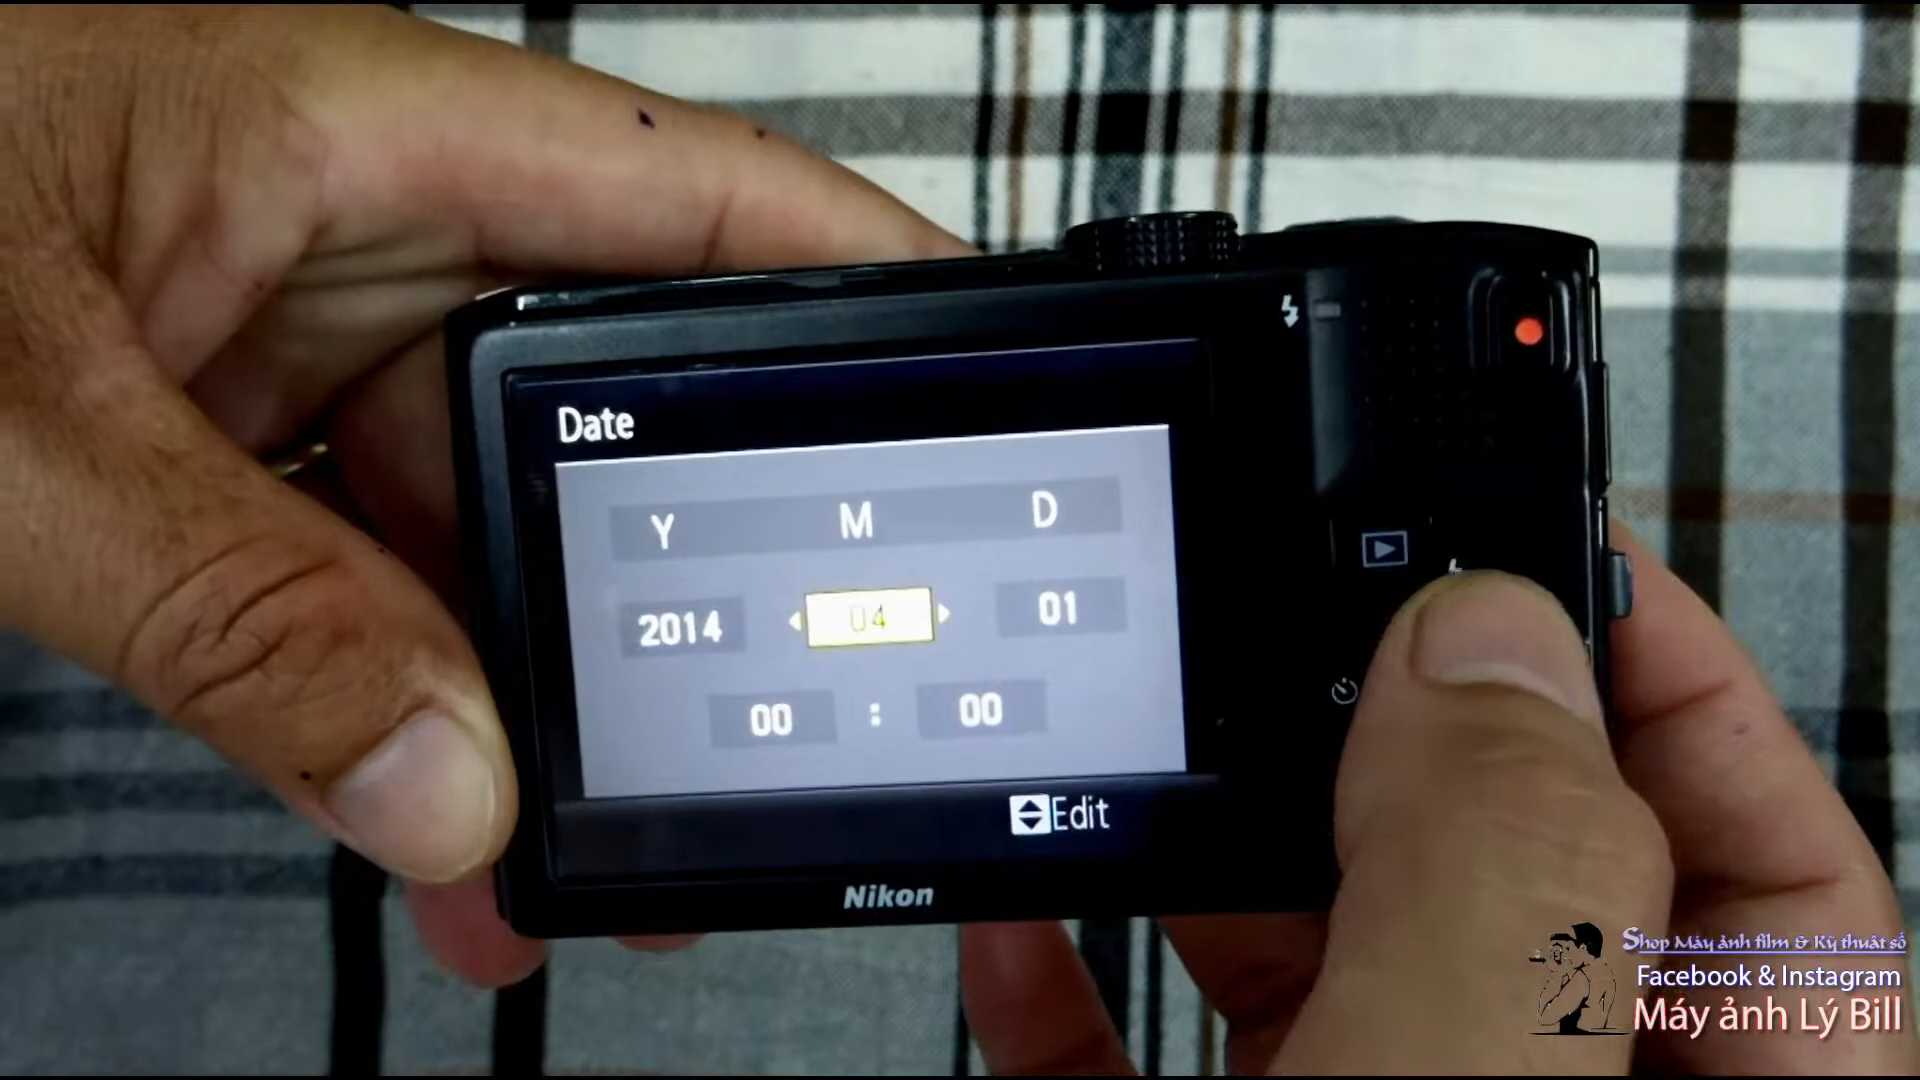 Date
Y M D
2014 04 01
00 : 00
Edit
Nikon
Shop Máy ảnh film & Kỹ thuật số
Facebook & Instagram
Máy ảnh Lý Bill